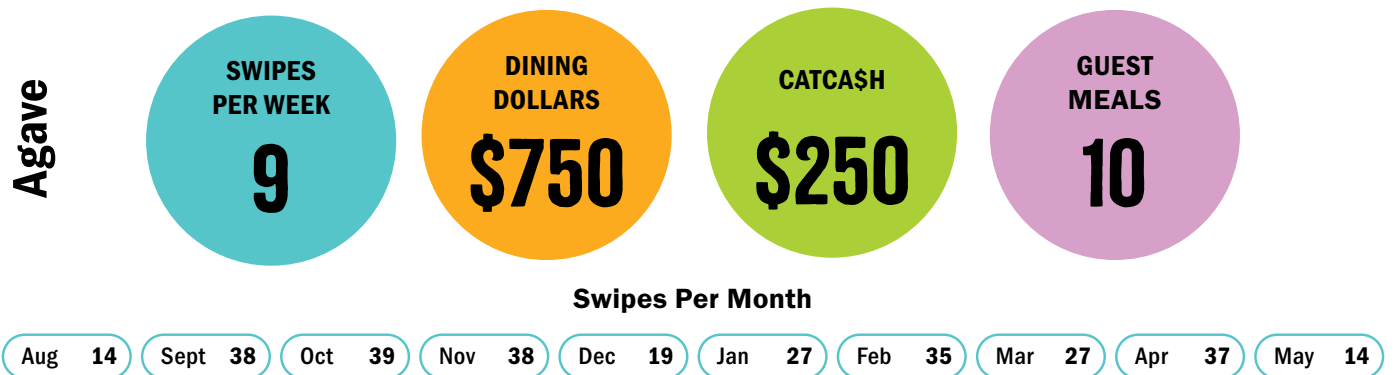 Agave
SWIPES
PER WEEK
9
DINING
DOLLARS
$750
CATCA$H
$250
GUEST
MEALS
10
Swipes Per Month
Aug 14 Sept 38 Oct 39 Nov 38 Dec 19 Jan 27 Feb 35 Mar 27 Apr 37 May 14